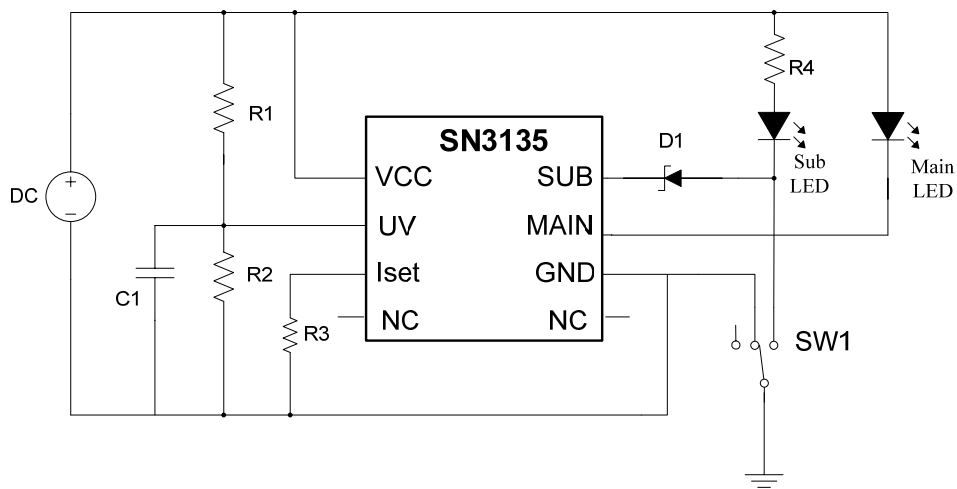 R4
R1
SN3135
D1
Sub
LED
Main
LED
VCC
SUB
DC
+
−
UV
MAIN
Iset
GND
R2
C1
R3
NC
NC
SW1